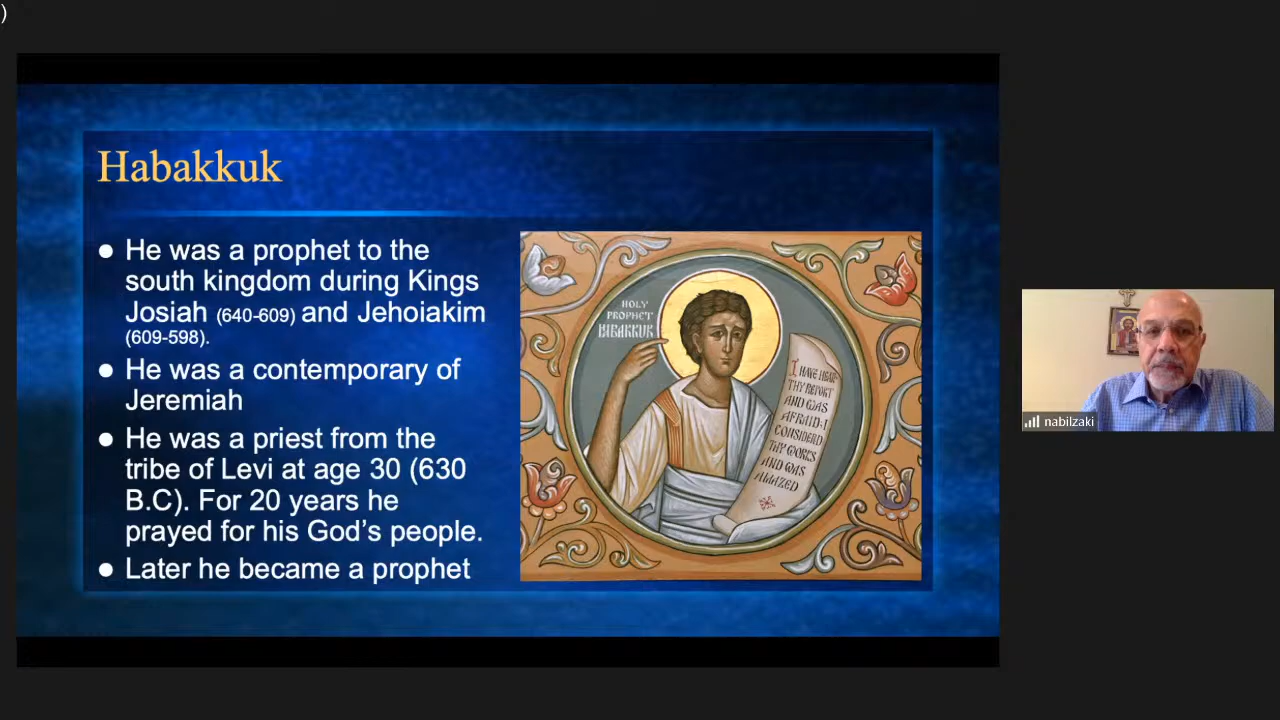 )
Habakkuk
● He was a prophet to the
south kingdom during Kings
Josiah (640-609) and Jehoiakim
(609-598).
● He was a contemporary of
Jeremiah
● He was a priest from the
tribe of Levi at age 30 (630
B.C). For 20 years he
prayed for his God's people.
● Later he became a prophet
HOLY
PROPHET
HABAKKUK
I HAVE HEAR
THY REPORT
AND WAS
AFRAID: I
CONSIDERD
THY WORKS
AND WAS
AMAZED
nabilzaki